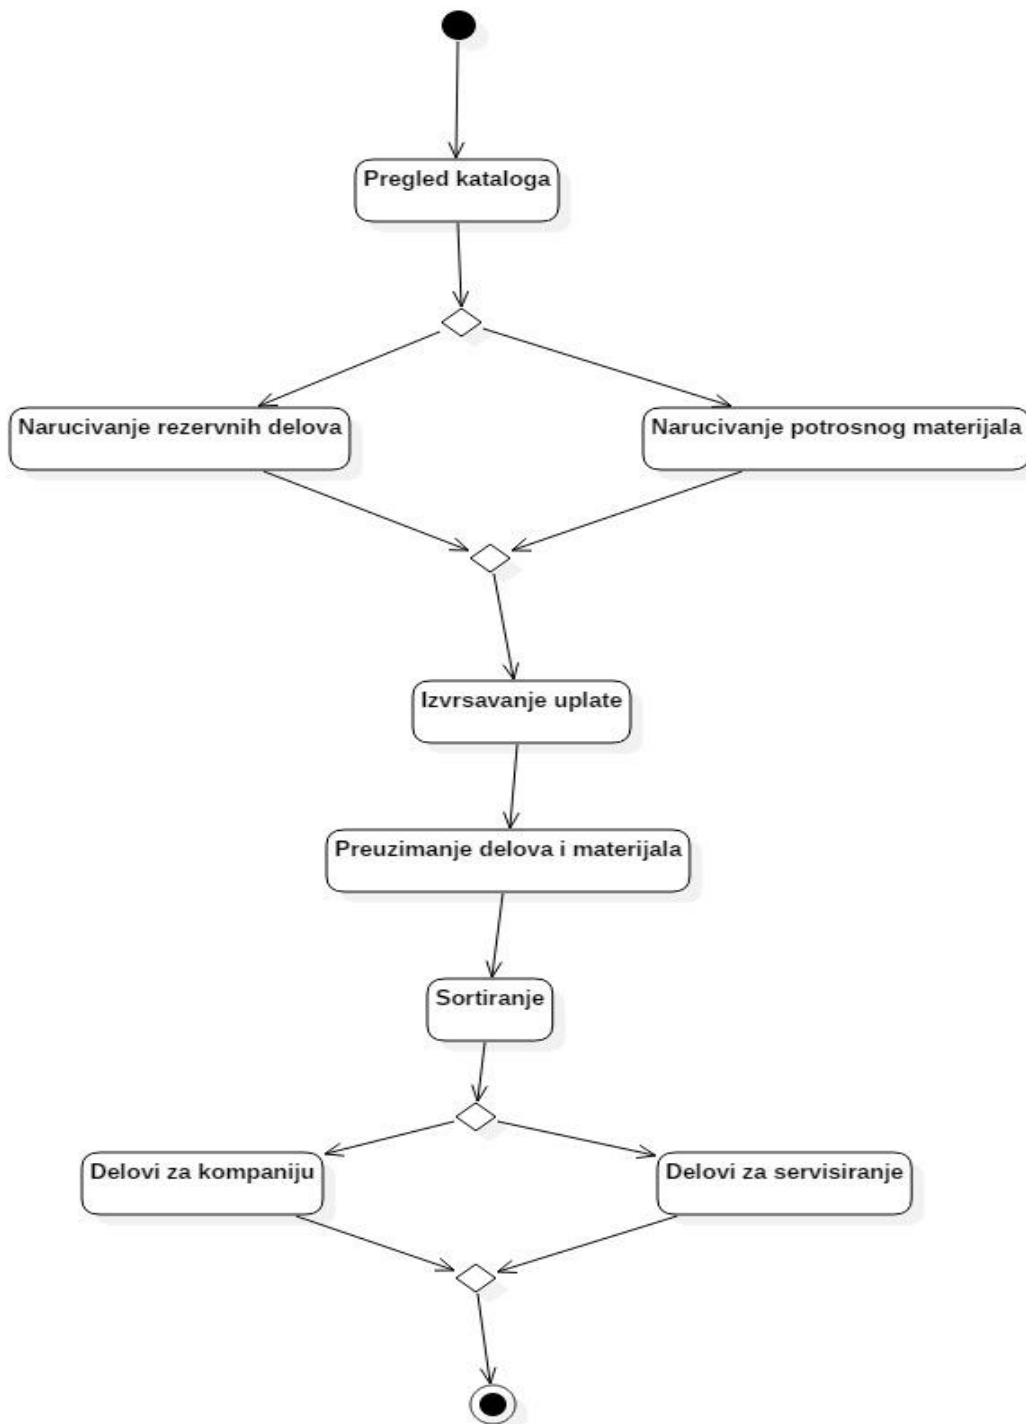 Pregled kataloga
Narucivanje rezervnih delova
Narucivanje potrosnog materijala
Izvrsavanje uplate
Preuzimanje delova i materijala
Sortiranje
Delovi za kompaniju
Delovi za servisiranje